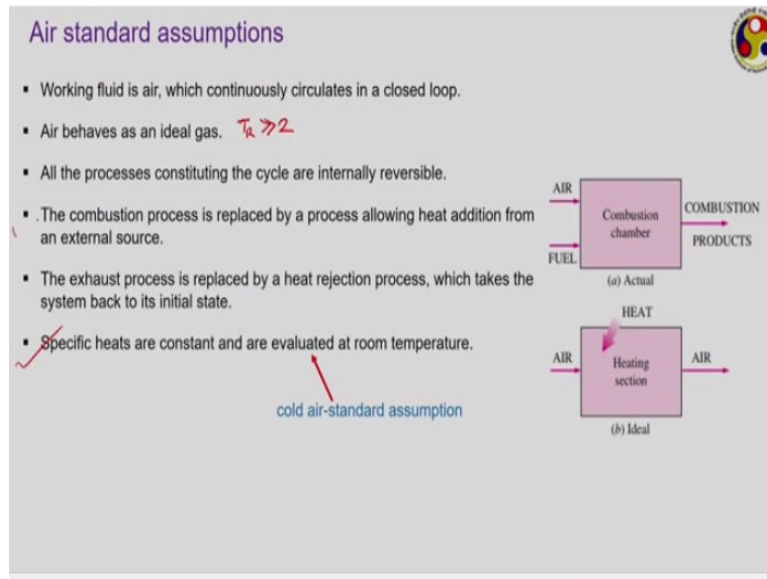 Air standard assumptions
▪ Working fluid is air, which continuously circulates in a closed loop.
▪ Air behaves as an ideal gas. T_R ≫ 2
▪ All the processes constituting the cycle are internally reversible.
▪ The combustion process is replaced by a process allowing heat addition from
an external source.
▪ The exhaust process is replaced by a heat rejection process, which takes the
system back to its initial state.
▪ Specific heats are constant and are evaluated at room temperature.
cold air-standard assumption
AIR
FUEL
Combustion
chamber
COMBUSTION
PRODUCTS
(a) Actual
HEAT
AIR
Heating
section
AIR
(b) Ideal